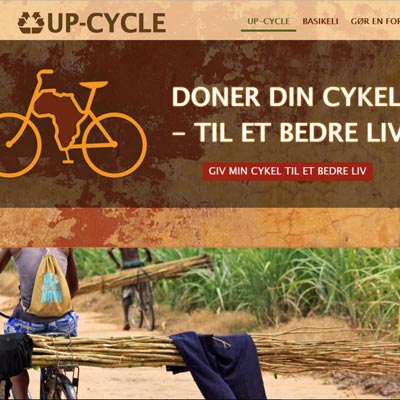 UP-CYCLE
UP-CYCLE BASIKELI GØR EN FOR
DONER DIN CYKEL
– TIL ET BEDRE LIV
GIV MIN CYKEL TIL ET BEDRE LIV